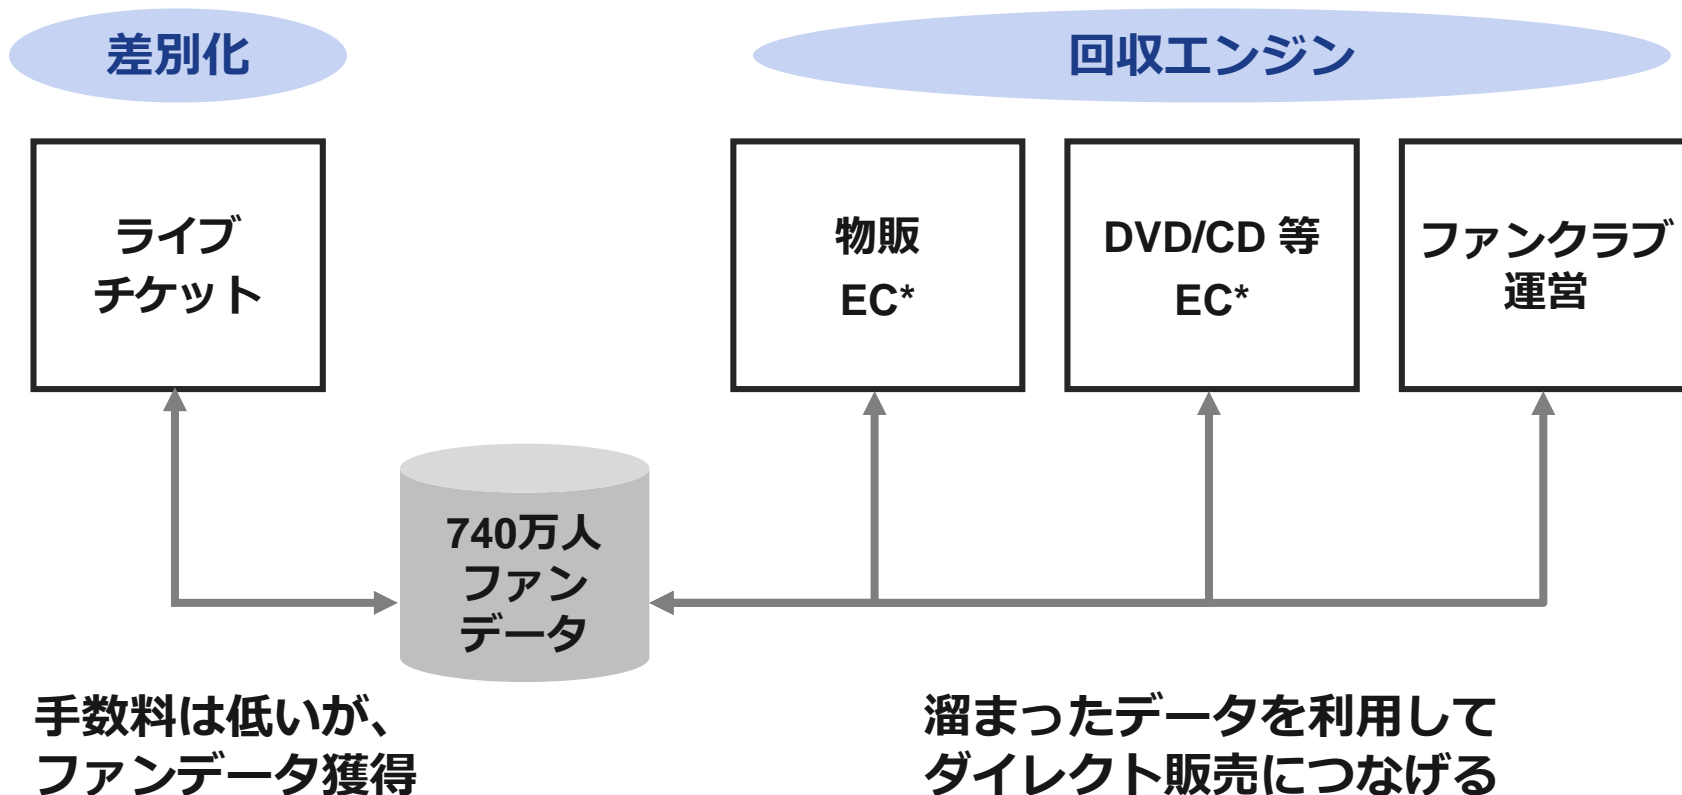 差別化
回収エンジン
ライブ
チケット
物販
EC*
DVD/CD 等
EC*
ファンクラブ
運営
740万人
ファン
データ
手数料は低いが、
ファンデータ獲得
溜まったデータを利用して
ダイレクト販売につなげる